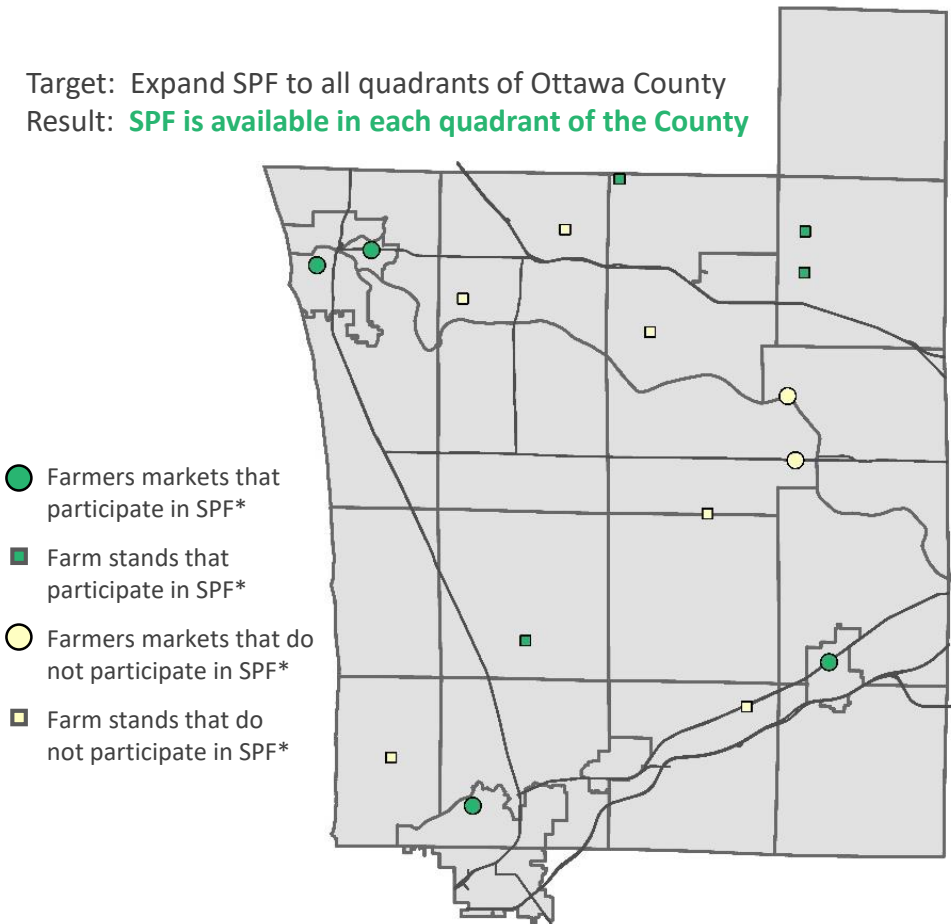 Target: Expand SPF to all quadrants of Ottawa County
Result: SPF is available in each quadrant of the County
Farmers markets that
participate in SPF*
Farm stands that
participate in SPF*
Farmers markets that do
not participate in SPF*
Farm stands that do
not participate in SPF*